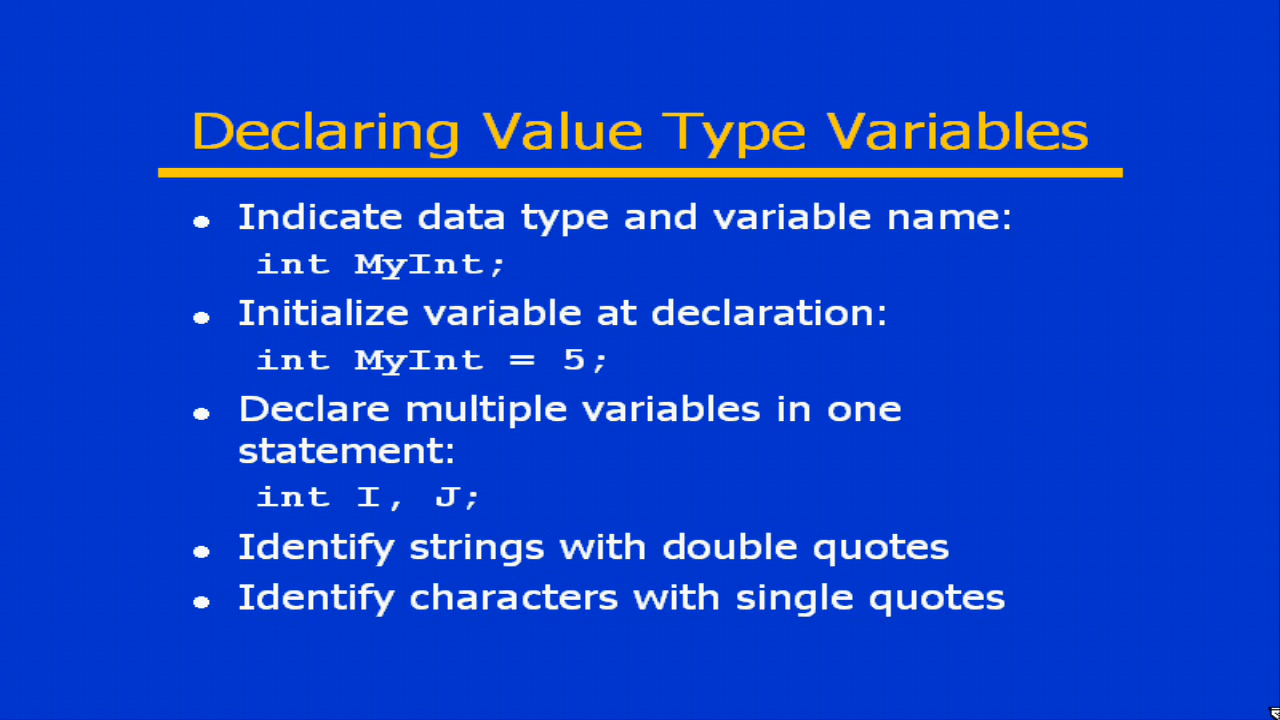 Declaring Value Type Variables
• Indicate data type and variable name:
int MyInt;
• Initialize variable at declaration:
int MyInt = 5;
• Declare multiple variables in one
statement:
int I, J;
• Identify strings with double quotes
• Identify characters with single quotes